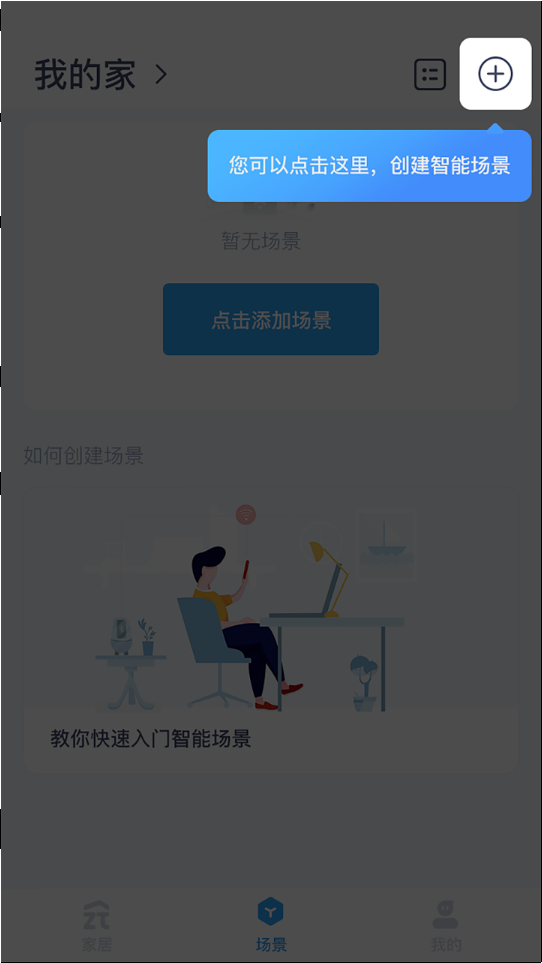 我的家
您可以点击这里，创建智能场景
暂无场景
点击添加场景
如何创建场景
教你快速入门智能场景
家居
场景
我的